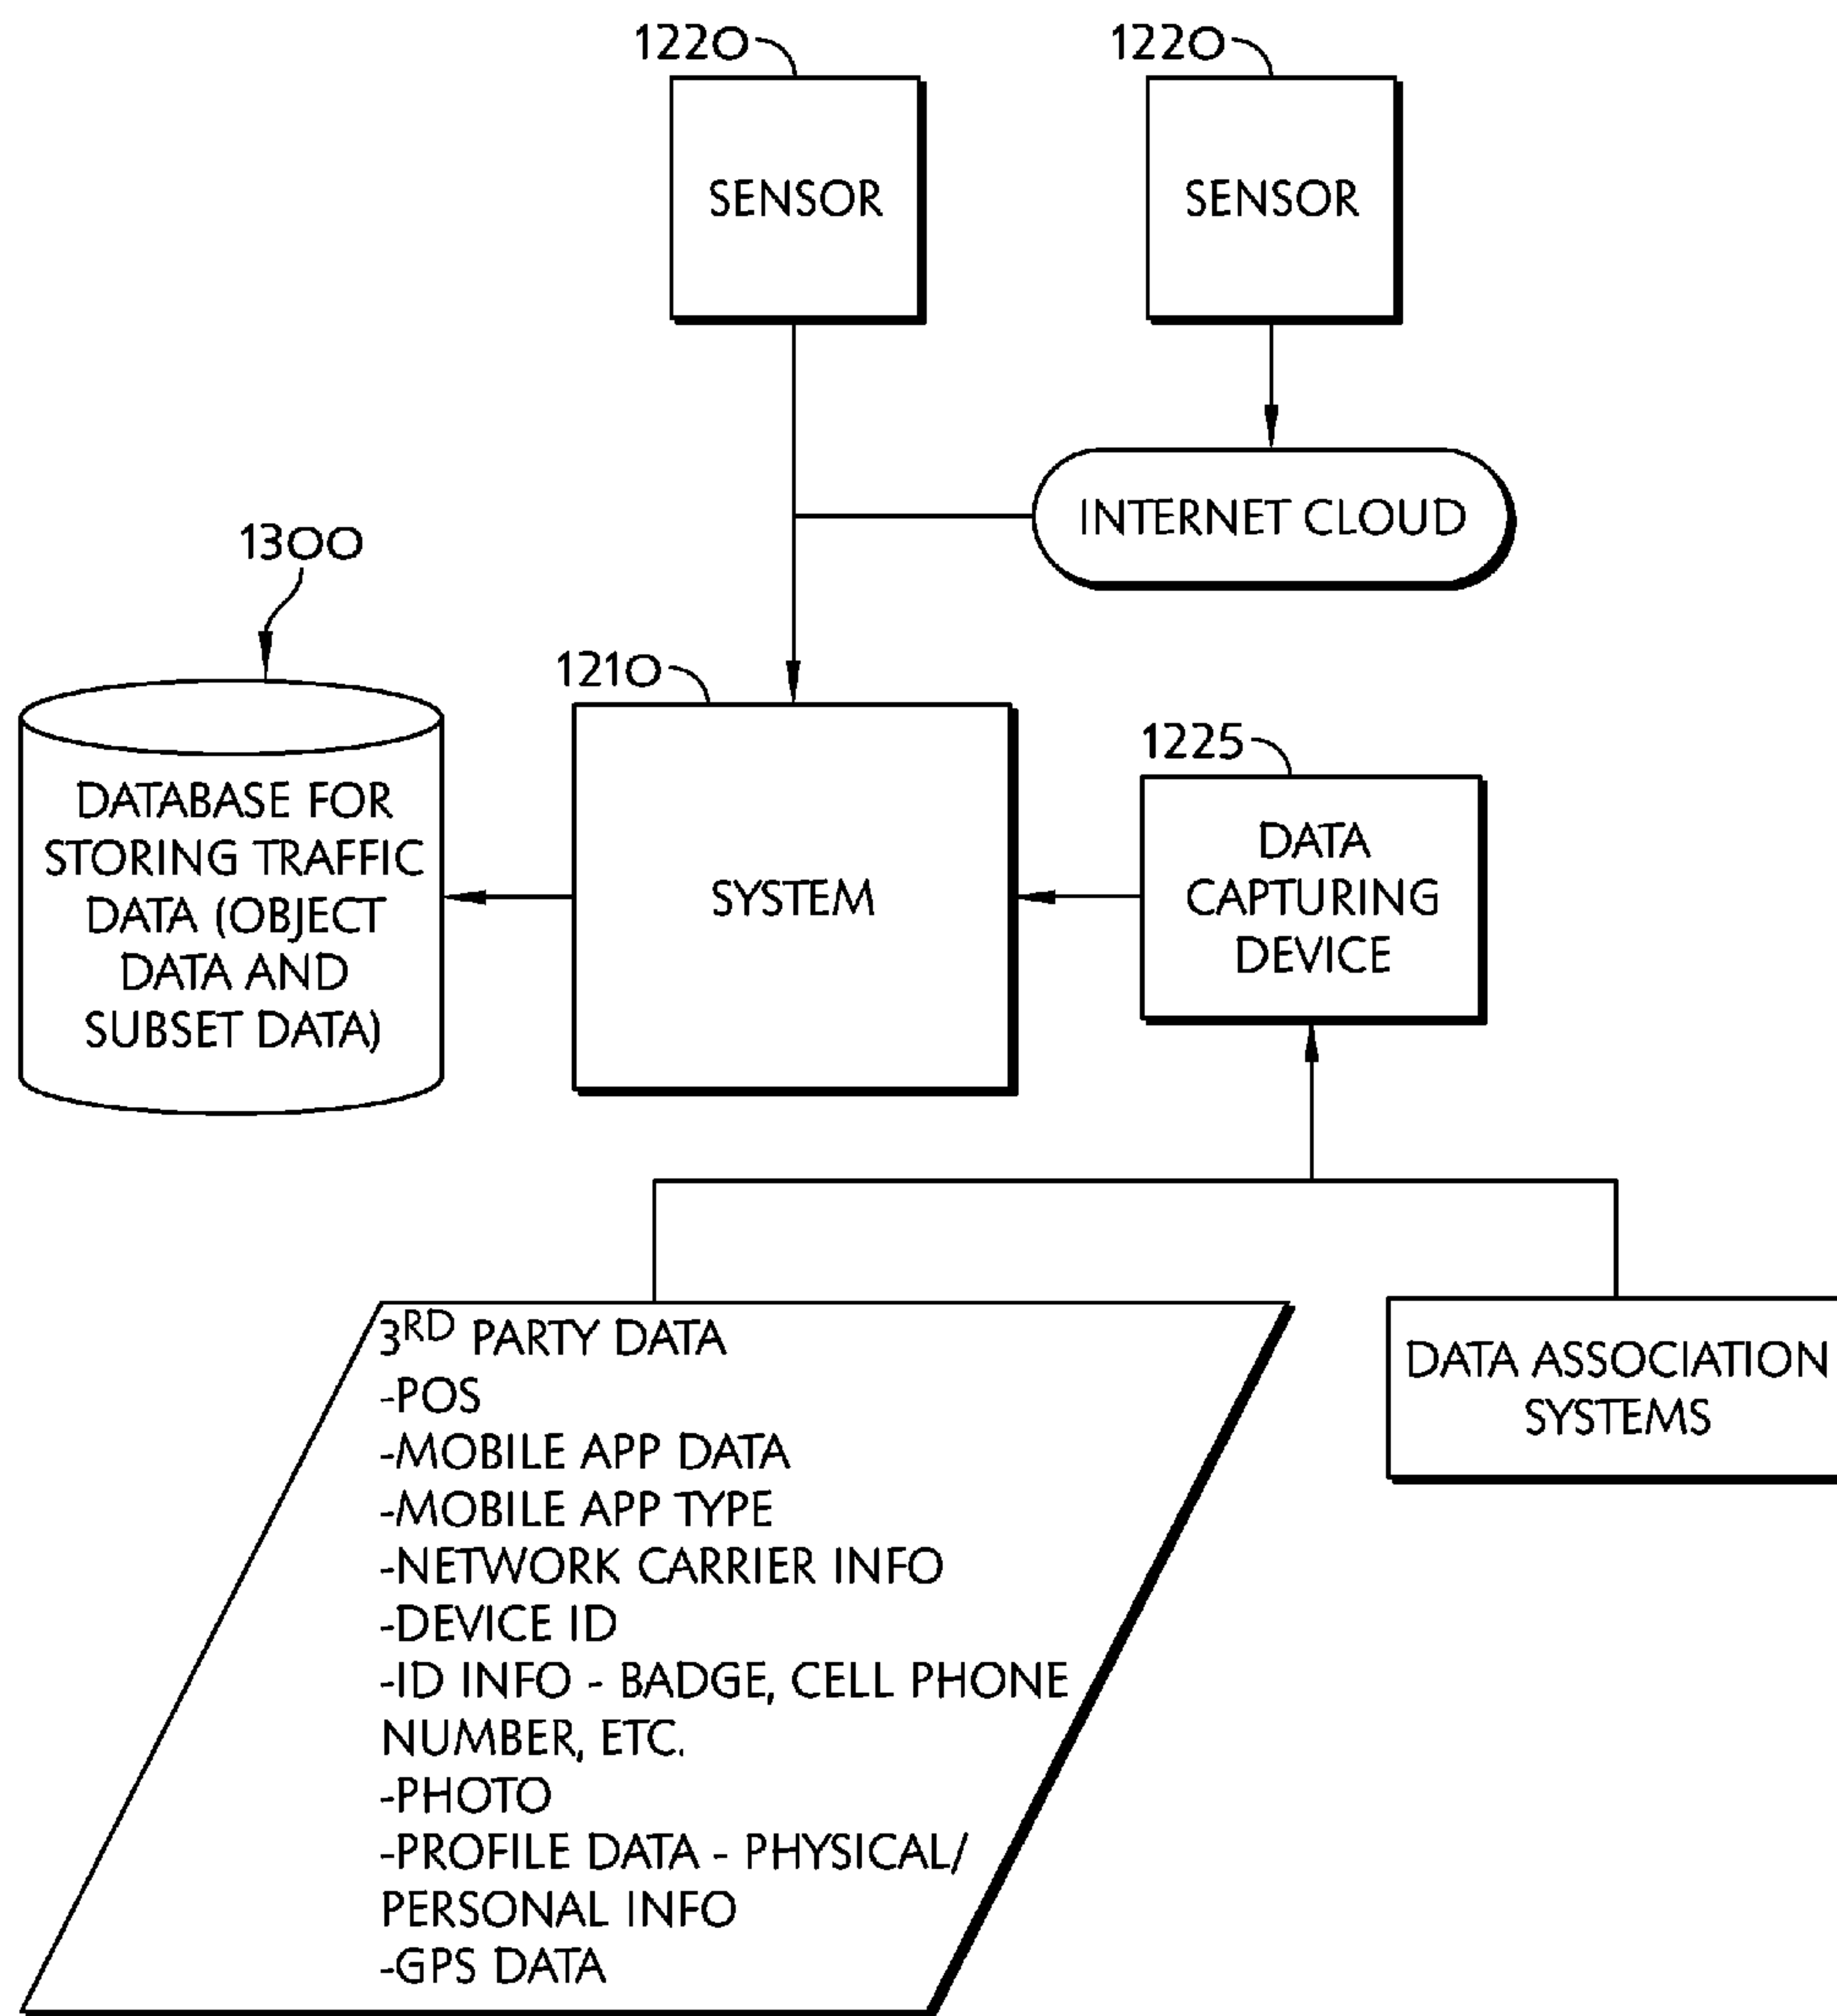 1220
1220
SENSOR
SENSOR
INTERNET CLOUD
1300
1210
1225
DATABASE FOR
STORING TRAFFIC
DATA (OBJECT
DATA AND
SUBSET DATA)
SYSTEM
DATA
CAPTURING
DEVICE
3RD PARTY DATA
-POS
-MOBILE APP DATA
-MOBILE APP TYPE
-NETWORK CARRIER INFO
-DEVICE ID
-ID INFO - BADGE, CELL PHONE
NUMBER, ETC.
-PHOTO
-PROFILE DATA - PHYSICAL/
PERSONAL INFO
-GPS DATA
DATA ASSOCIATION
SYSTEMS